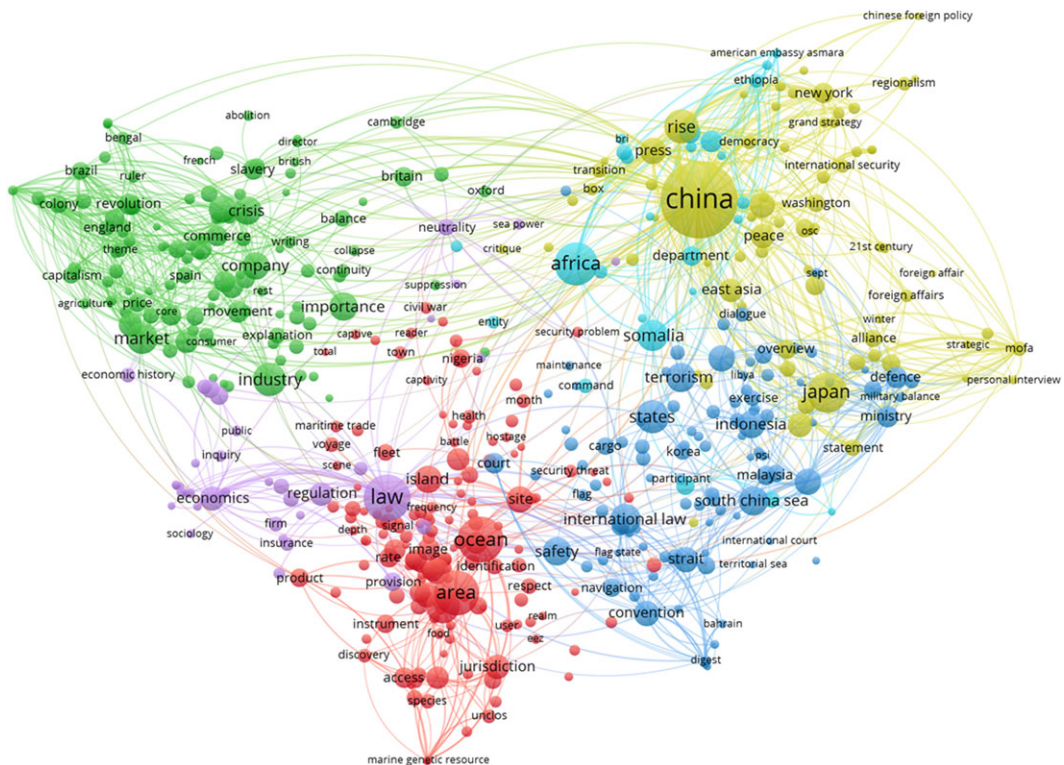 chinese foreign policy
american embassy asmara
ethiopia
regionalism
new york
abolition
cambridge
grand strategy
bengal
rise
director
bri
democracy
french
british
press
brazil
ruler
slavery
transition
international security
britain
box
china
colony
revolution
crisis
oxford
washington
england
balance
neutrality
sea power
osc
commerce
writing
peace
theme
collapse
critique
21st century
capitalism
spain
company
continuity
africa
department
foreign affair
sept
rest
suppression
east asia
foreign affairs
agriculture
price
core
movement
importance
civil war
dialogue
winter
market
consumer
explanation
captive
reader
entity
security problem
somalia
alliance
strategic
mofa
total
town
nigeria
overview
economic history
industry
captivity
maintenance
libya
terrorism
defence
personal interview
command
japan
exercise
military balance
month
public
maritime trade
health
states
indonesia
ministry
voyage
battle
hostage
cargo
korea
statement
inquiry
fleet
psi
scene
court
security threat
participant
malaysia
economics
regulation
law
island
site
flag
south china sea
frequency
firm
depth
signal
international law
sociology
insurance
ocean
international court
rate
image
safety
flag state
strait
territorial sea
identification
product
provision
area
respect
navigation
convention
realm
instrument
food
user
eez
bahrain
discovery
jurisdiction
digest
access
species
unclos
marine genetic resource